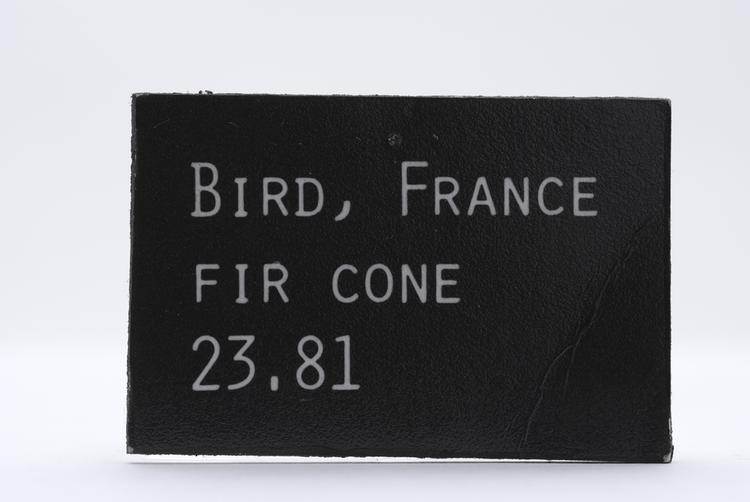 Bird, France
fir cone
23.81